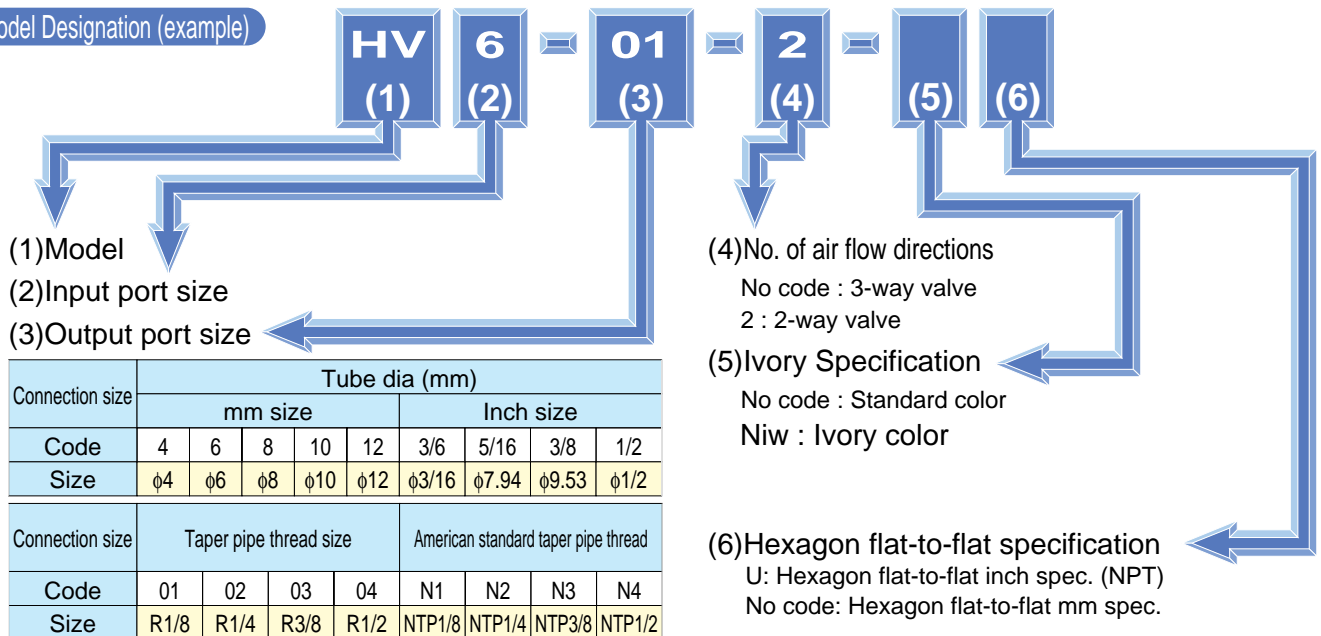 odel Designation (example)
HV 6 - 01 - 2 -
(1) (2) (3) (4) (5) (6)
(1)Model
(2)Input port size
(3)Output port size
Connection size Tube dia (mm)
mm size Inch size
Code 4 6 8 10 12 3/6 5/16 3/8 1/2
Size φ4 φ6 φ8 φ10 φ12 φ3/16 φ7.94 φ9.53 φ1/2
Connection size Taper pipe thread size American standard taper pipe thread
Code 01 02 03 04 N1 N2 N3 N4
Size R1/8 R1/4 R3/8 R1/2 NTP1/8 NTP1/4 NTP3/8 NTP1/2
(4)No. of air flow directions
No code : 3-way valve
2 : 2-way valve
(5)Ivory Specification
No code : Standard color
Niw : Ivory color
(6)Hexagon flat-to-flat specification
U: Hexagon flat-to-flat inch spec. (NPT)
No code: Hexagon flat-to-flat mm spec.